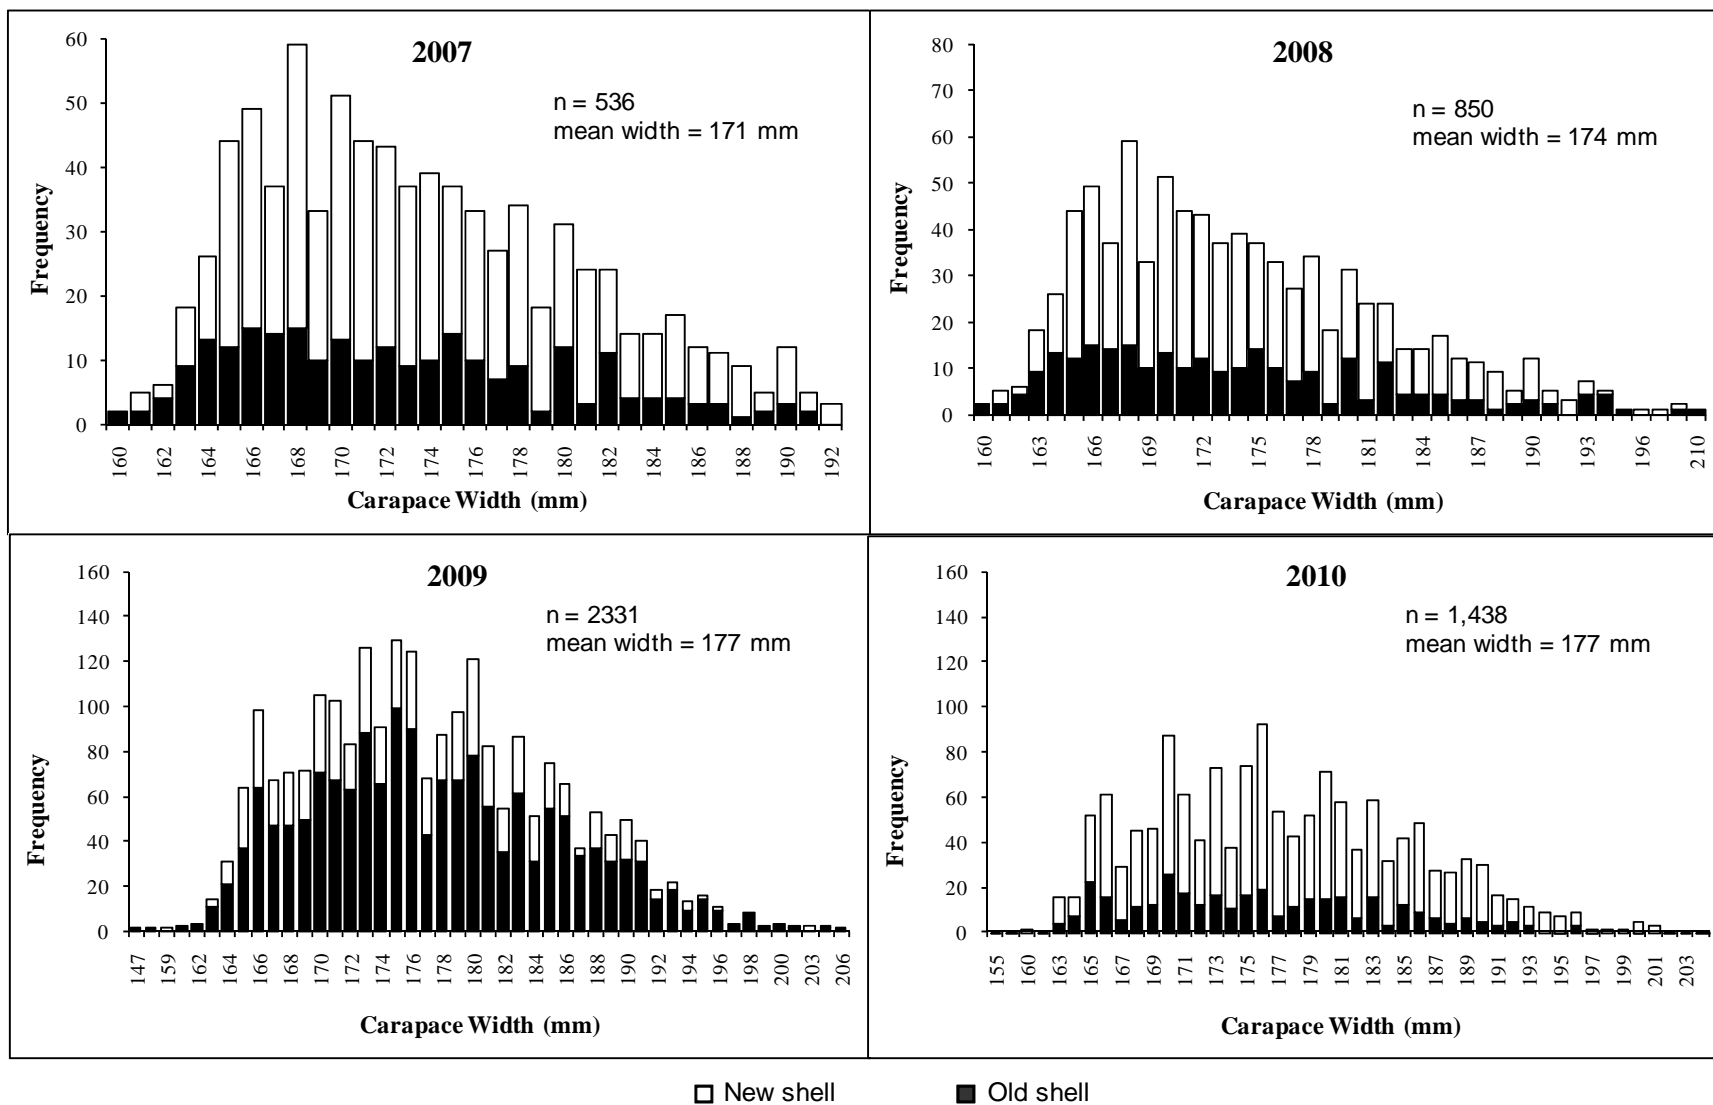 2007
n = 536
mean width = 171 mm
60
50
40
30
20
10
0
Frequency
160 162 164 166 168 170 172 174 176 178 180 182 184 186 188 190 192
Carapace Width (mm)
2008
n = 850
mean width = 174 mm
80
70
60
50
40
30
20
10
0
Frequency
160 163 166 169 172 175 178 181 184 187 190 193 196 210
Carapace Width (mm)
2009
n = 2331
mean width = 177 mm
160
140
120
100
80
60
40
20
0
Frequency
147 159 162 164 166 168 170 172 174 176 178 180 182 184 186 188 190 192 194 196 198 200 203 206
Carapace Width (mm)
2010
n = 1,438
mean width = 177 mm
160
140
120
100
80
60
40
20
0
Frequency
155 160 163 165 167 169 171 173 175 177 179 181 183 185 187 189 191 193 195 197 199 201 203
Carapace Width (mm)
New shell
Old shell